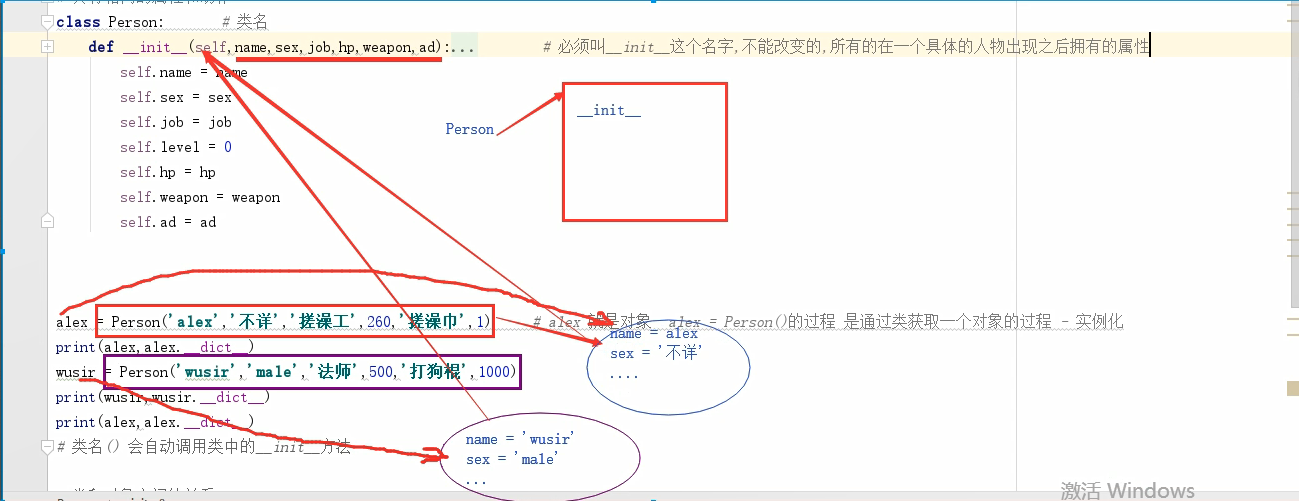 class Person:      # 类名
def __init__(self,name,sex,job,hp,weapon,ad):...      # 必须叫__init__这个名字,不能改变的,所有的在一个具体的人物出现之后拥有的属性
self.name = name
self.sex = sex
self.job = job
self.level = 0
self.hp = hp
self.weapon = weapon
self.ad = ad
Person
__init__
alex = Person('alex','不详','搓澡工',260,'搓澡巾',1)      # alex 就是对象 alex = Person()的过程 是通过类获取一个对象的过程 - 实例化
print(alex,alex.__dict__)
wusir = Person('wusir','male','法师',500,'打狗棍',1000)
print(wusir,wusir.__dict__)
print(alex,alex.__dict__)
# 类名() 会自动调用类中的__init__方法
name = alex
sex = '不详'
....
name = 'wusir'
sex = 'male'
...
激活 Windows